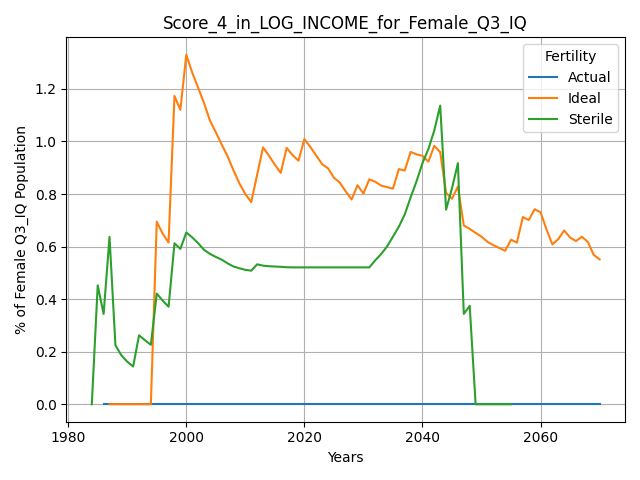 Score_4_in_LOG_INCOME_for_Female_Q3_IQ
% of Female Q3_IQ Population
1.2
1.0
0.8
0.6
0.4
0.2
0.0
Fertility
Actual
Ideal
Sterile
1980
2000
2020
2040
2060
Years